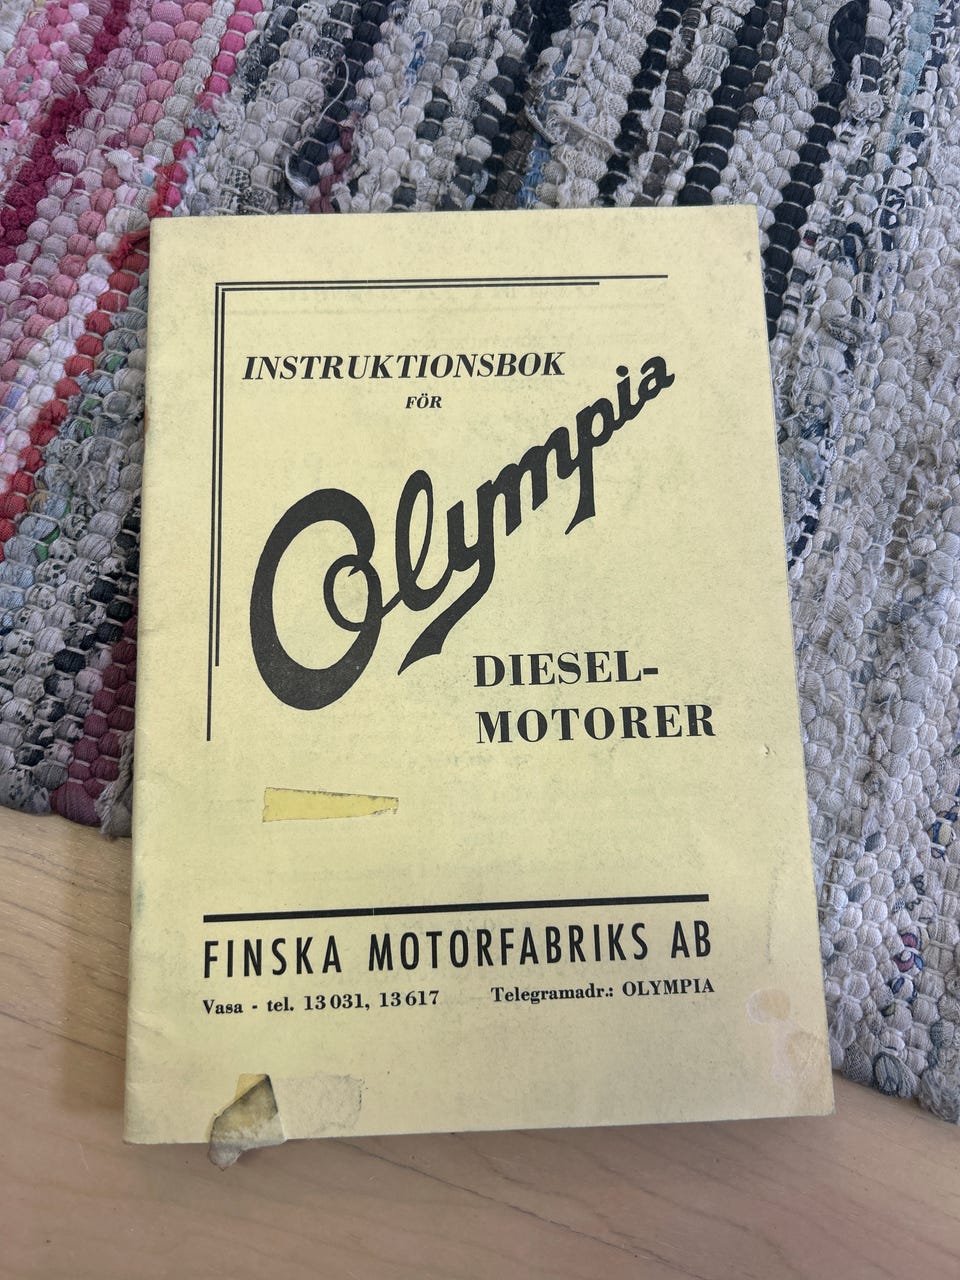 INSTRUKTIONSBOK
FÖR
Olympia
DIESEL-
MOTORER
FINSKA MOTORFABRIKS AB
Vasa - tel. 13 031, 13 617 Telegramadr.: OLYMPIA